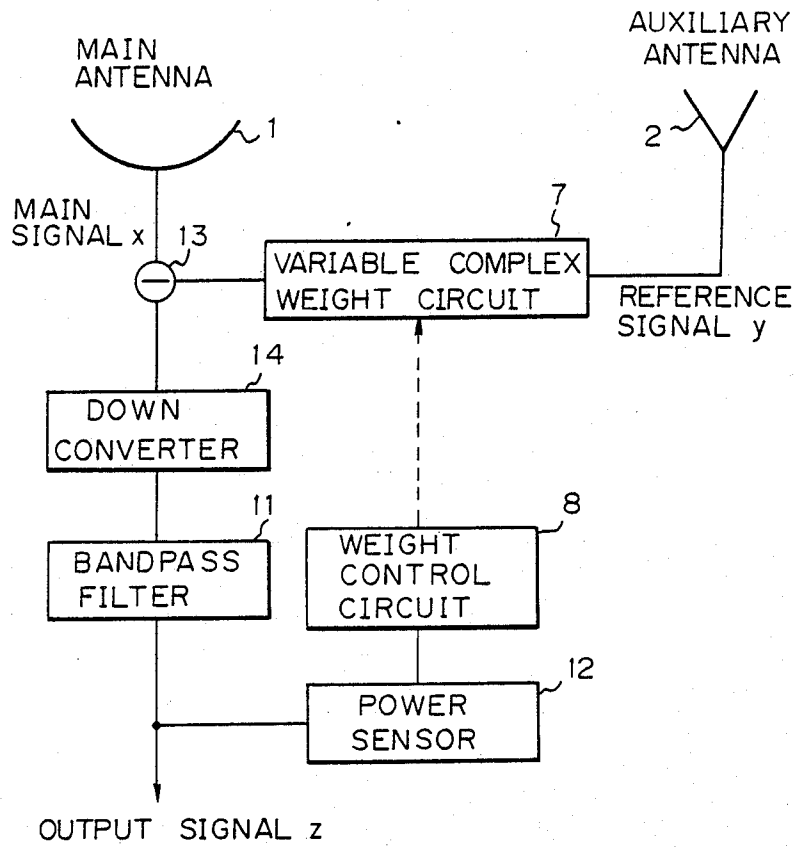 AUXILIARY
ANTENNA
MAIN
ANTENNA
1
2
MAIN
SIGNAL x
13
7
VARIABLE COMPLEX
WEIGHT CIRCUIT
REFERENCE
SIGNAL y
14
DOWN
CONVERTER
11
BANDPASS
FILTER
8
WEIGHT
CONTROL
CIRCUIT
12
POWER
SENSOR
OUTPUT SIGNAL z